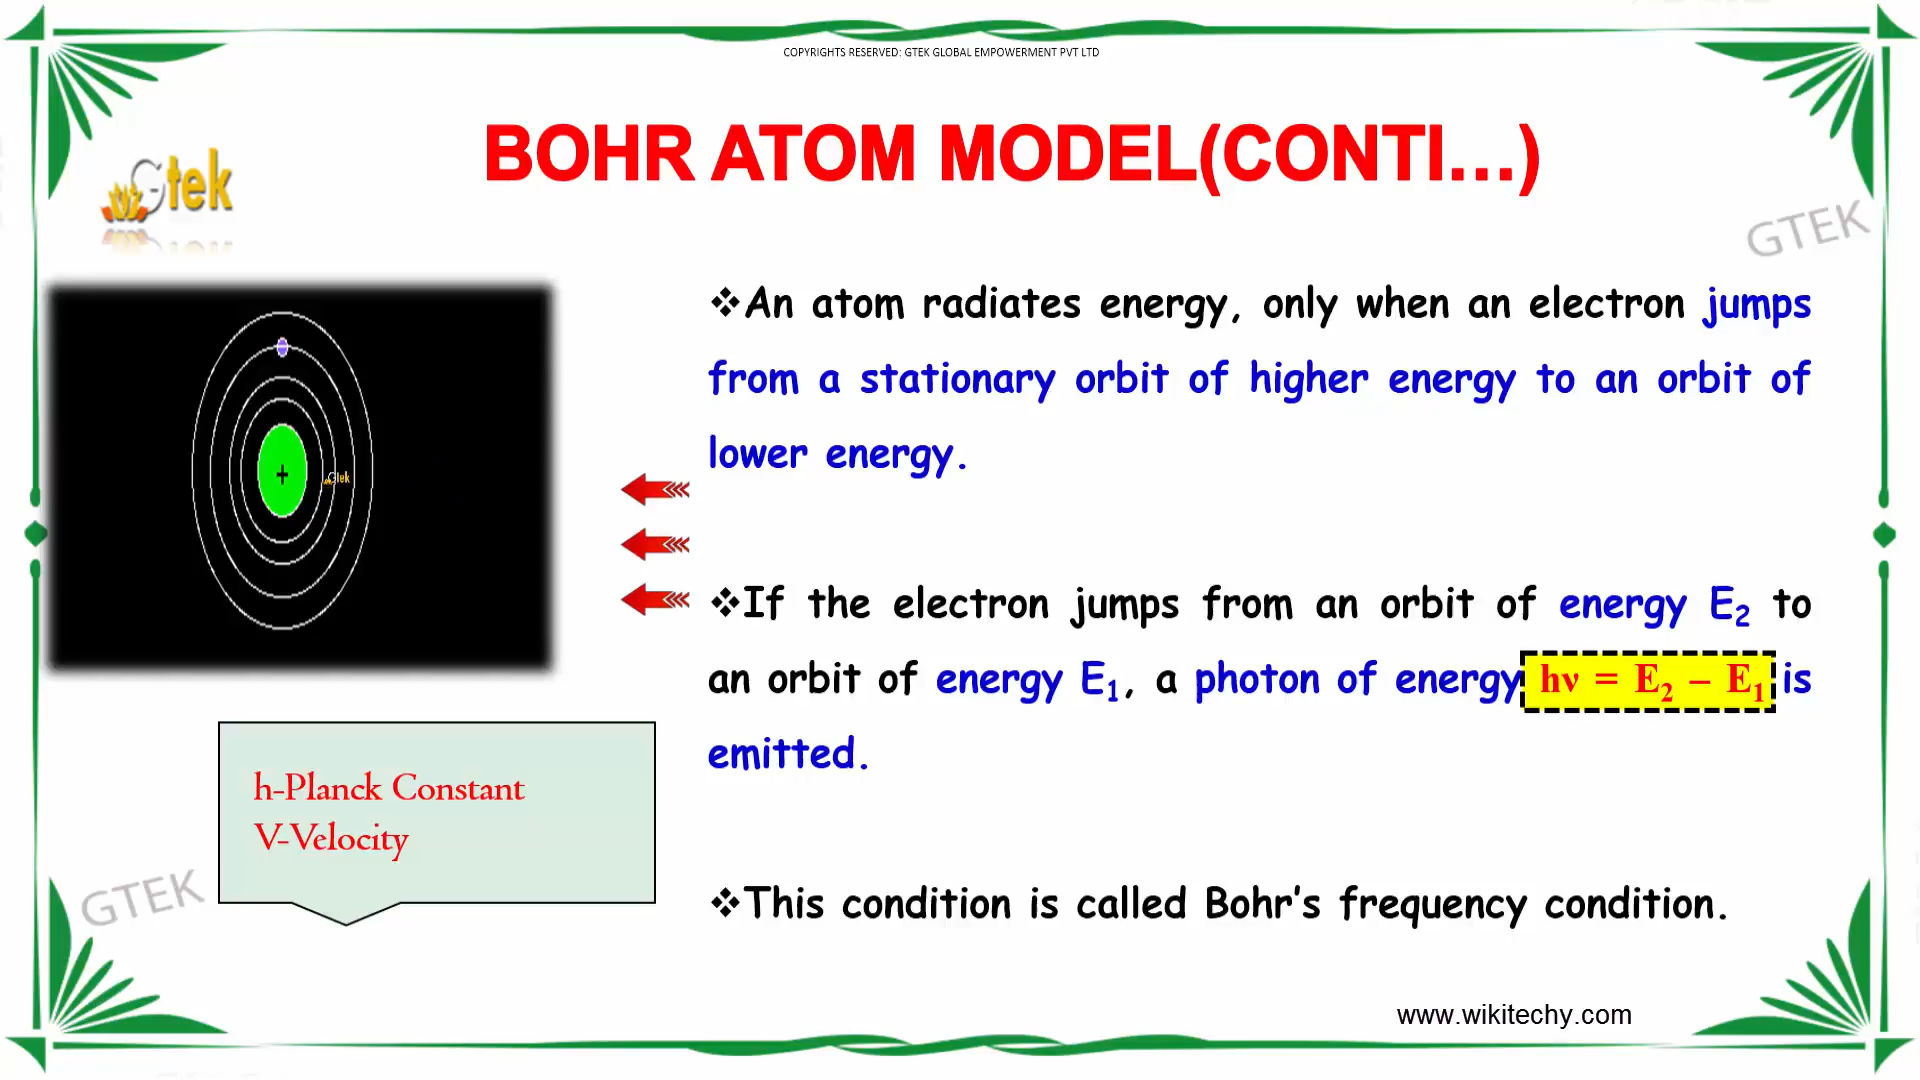 COPYRIGHTS RESERVED: GTEK GLOBAL EMPOWERMENT PVT LTD
BOHR ATOM MODEL(CONTI...)
Gtek
GTEK
❖An atom radiates energy, only when an electron jumps
from a stationary orbit of higher energy to an orbit of
lower energy.
+
Gtek
❖If the electron jumps from an orbit of energy E₂ to
an orbit of energy E₁, a photon of energy hν = E₂ – E₁ is
emitted.
h-Planck Constant
V-Velocity
GTEK
❖This condition is called Bohr's frequency condition.
www.wikitechy.com